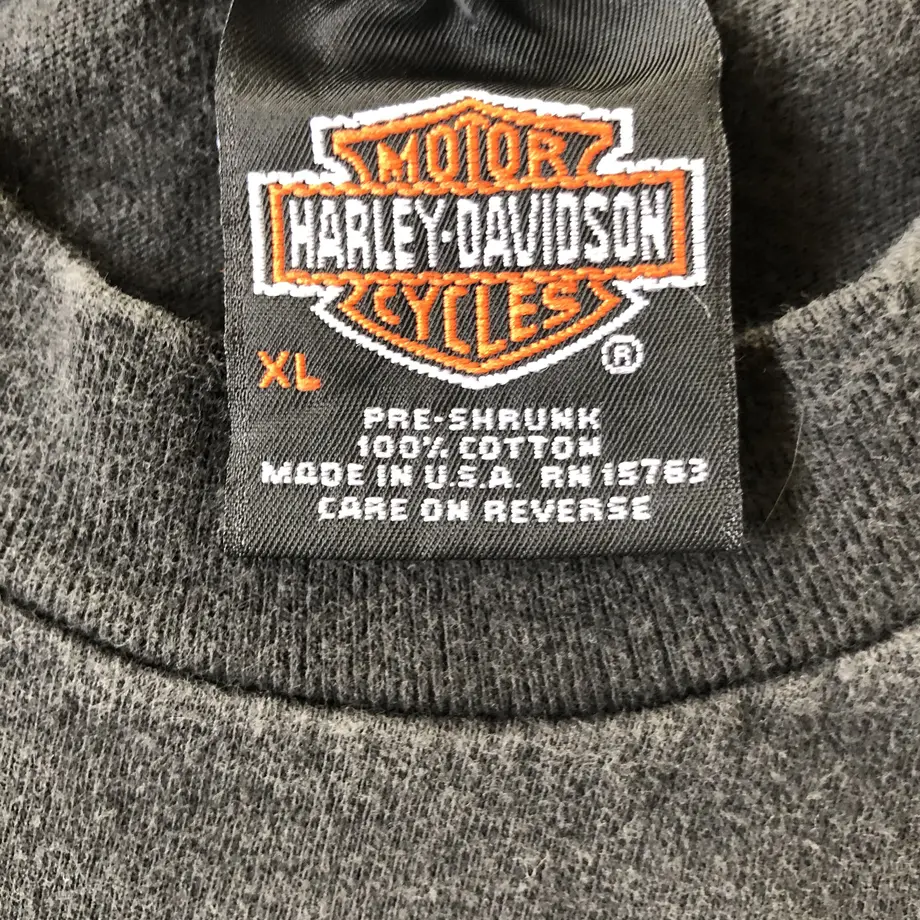 MOTOR
HARLEY-DAVIDSON
CYCLES
XL ®
PRE-SHRUNK
100% COTTON
MADE IN U.S.A. RN 15763
CARE ON REVERSE